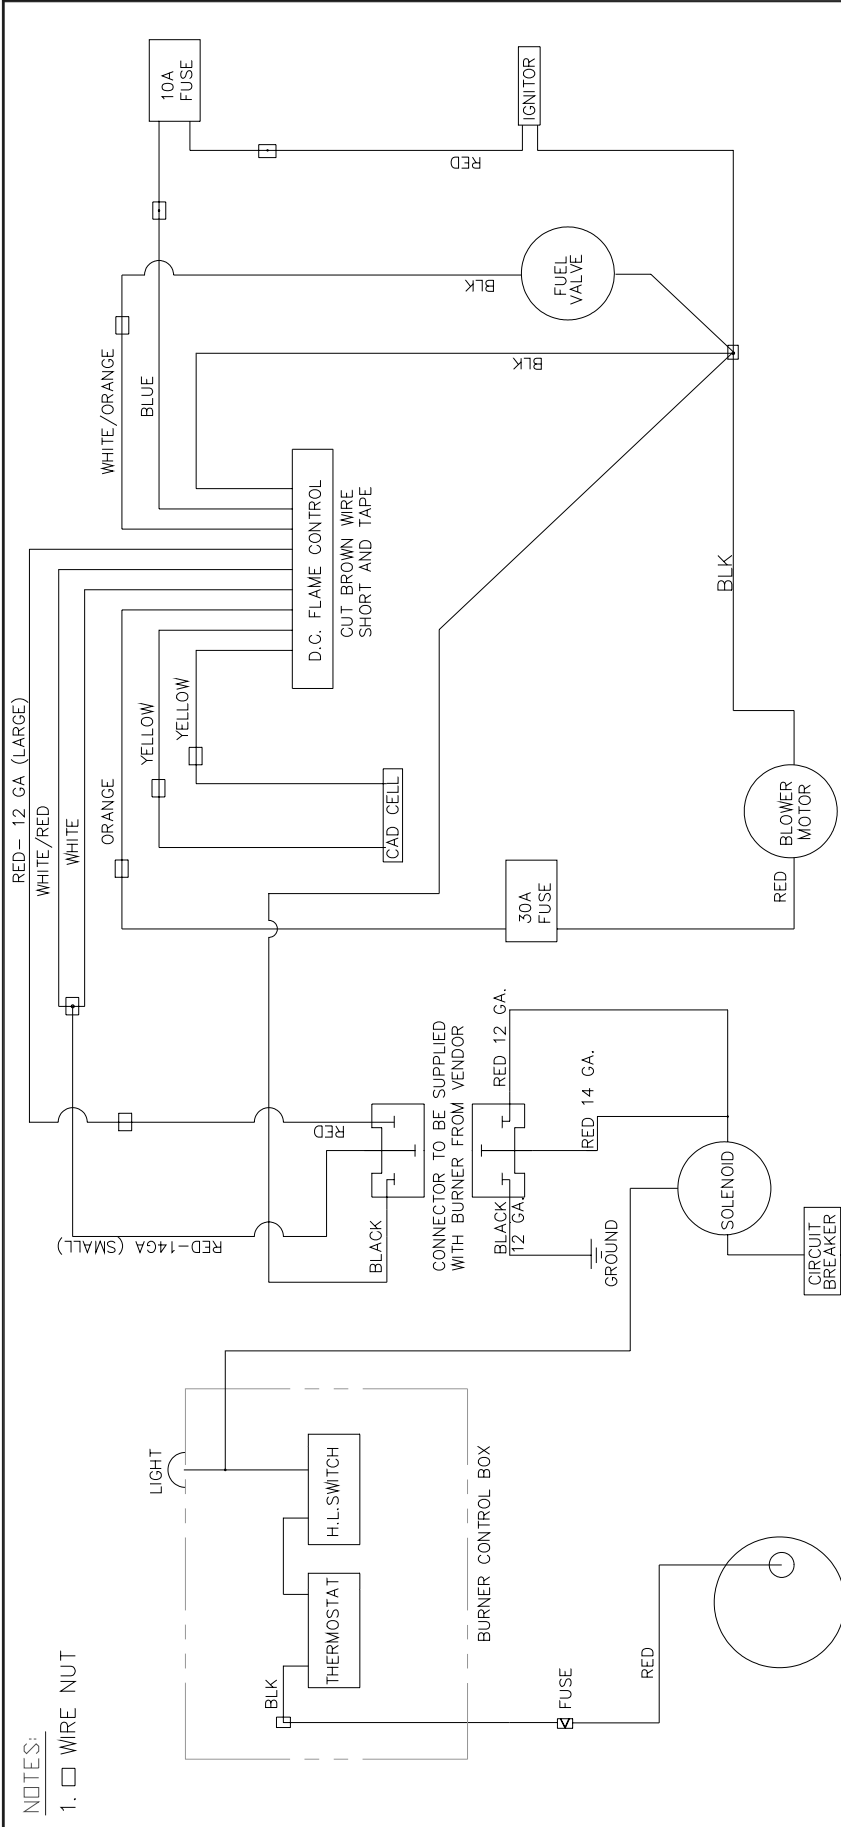 NOTES:
1. □ WIRE NUT
LIGHT
BLK
THERMOSTAT
H.L.SWITCH
BURNER CONTROL BOX
FUSE
RED
RED- 12 GA (LARGE)
WHITE/RED
WHITE
ORANGE
YELLOW
YELLOW
WHITE/ORANGE
BLUE
10A
FUSE
RED
IGNITOR
BLK
FUEL
VALVE
BLK
D.C. FLAME CONTROL
CUT BROWN WIRE
SHORT AND TAPE
CAD CELL
RED-14GA (SMALL)
RED
BLACK
CONNECTOR TO BE SUPPLIED
WITH BURNER FROM VENDOR
BLACK
12 GA.
RED 12 GA.
RED 14 GA.
GROUND
SOLENOID
CIRCUIT
BREAKER
30A
FUSE
RED
BLOWER
MOTOR
BLK